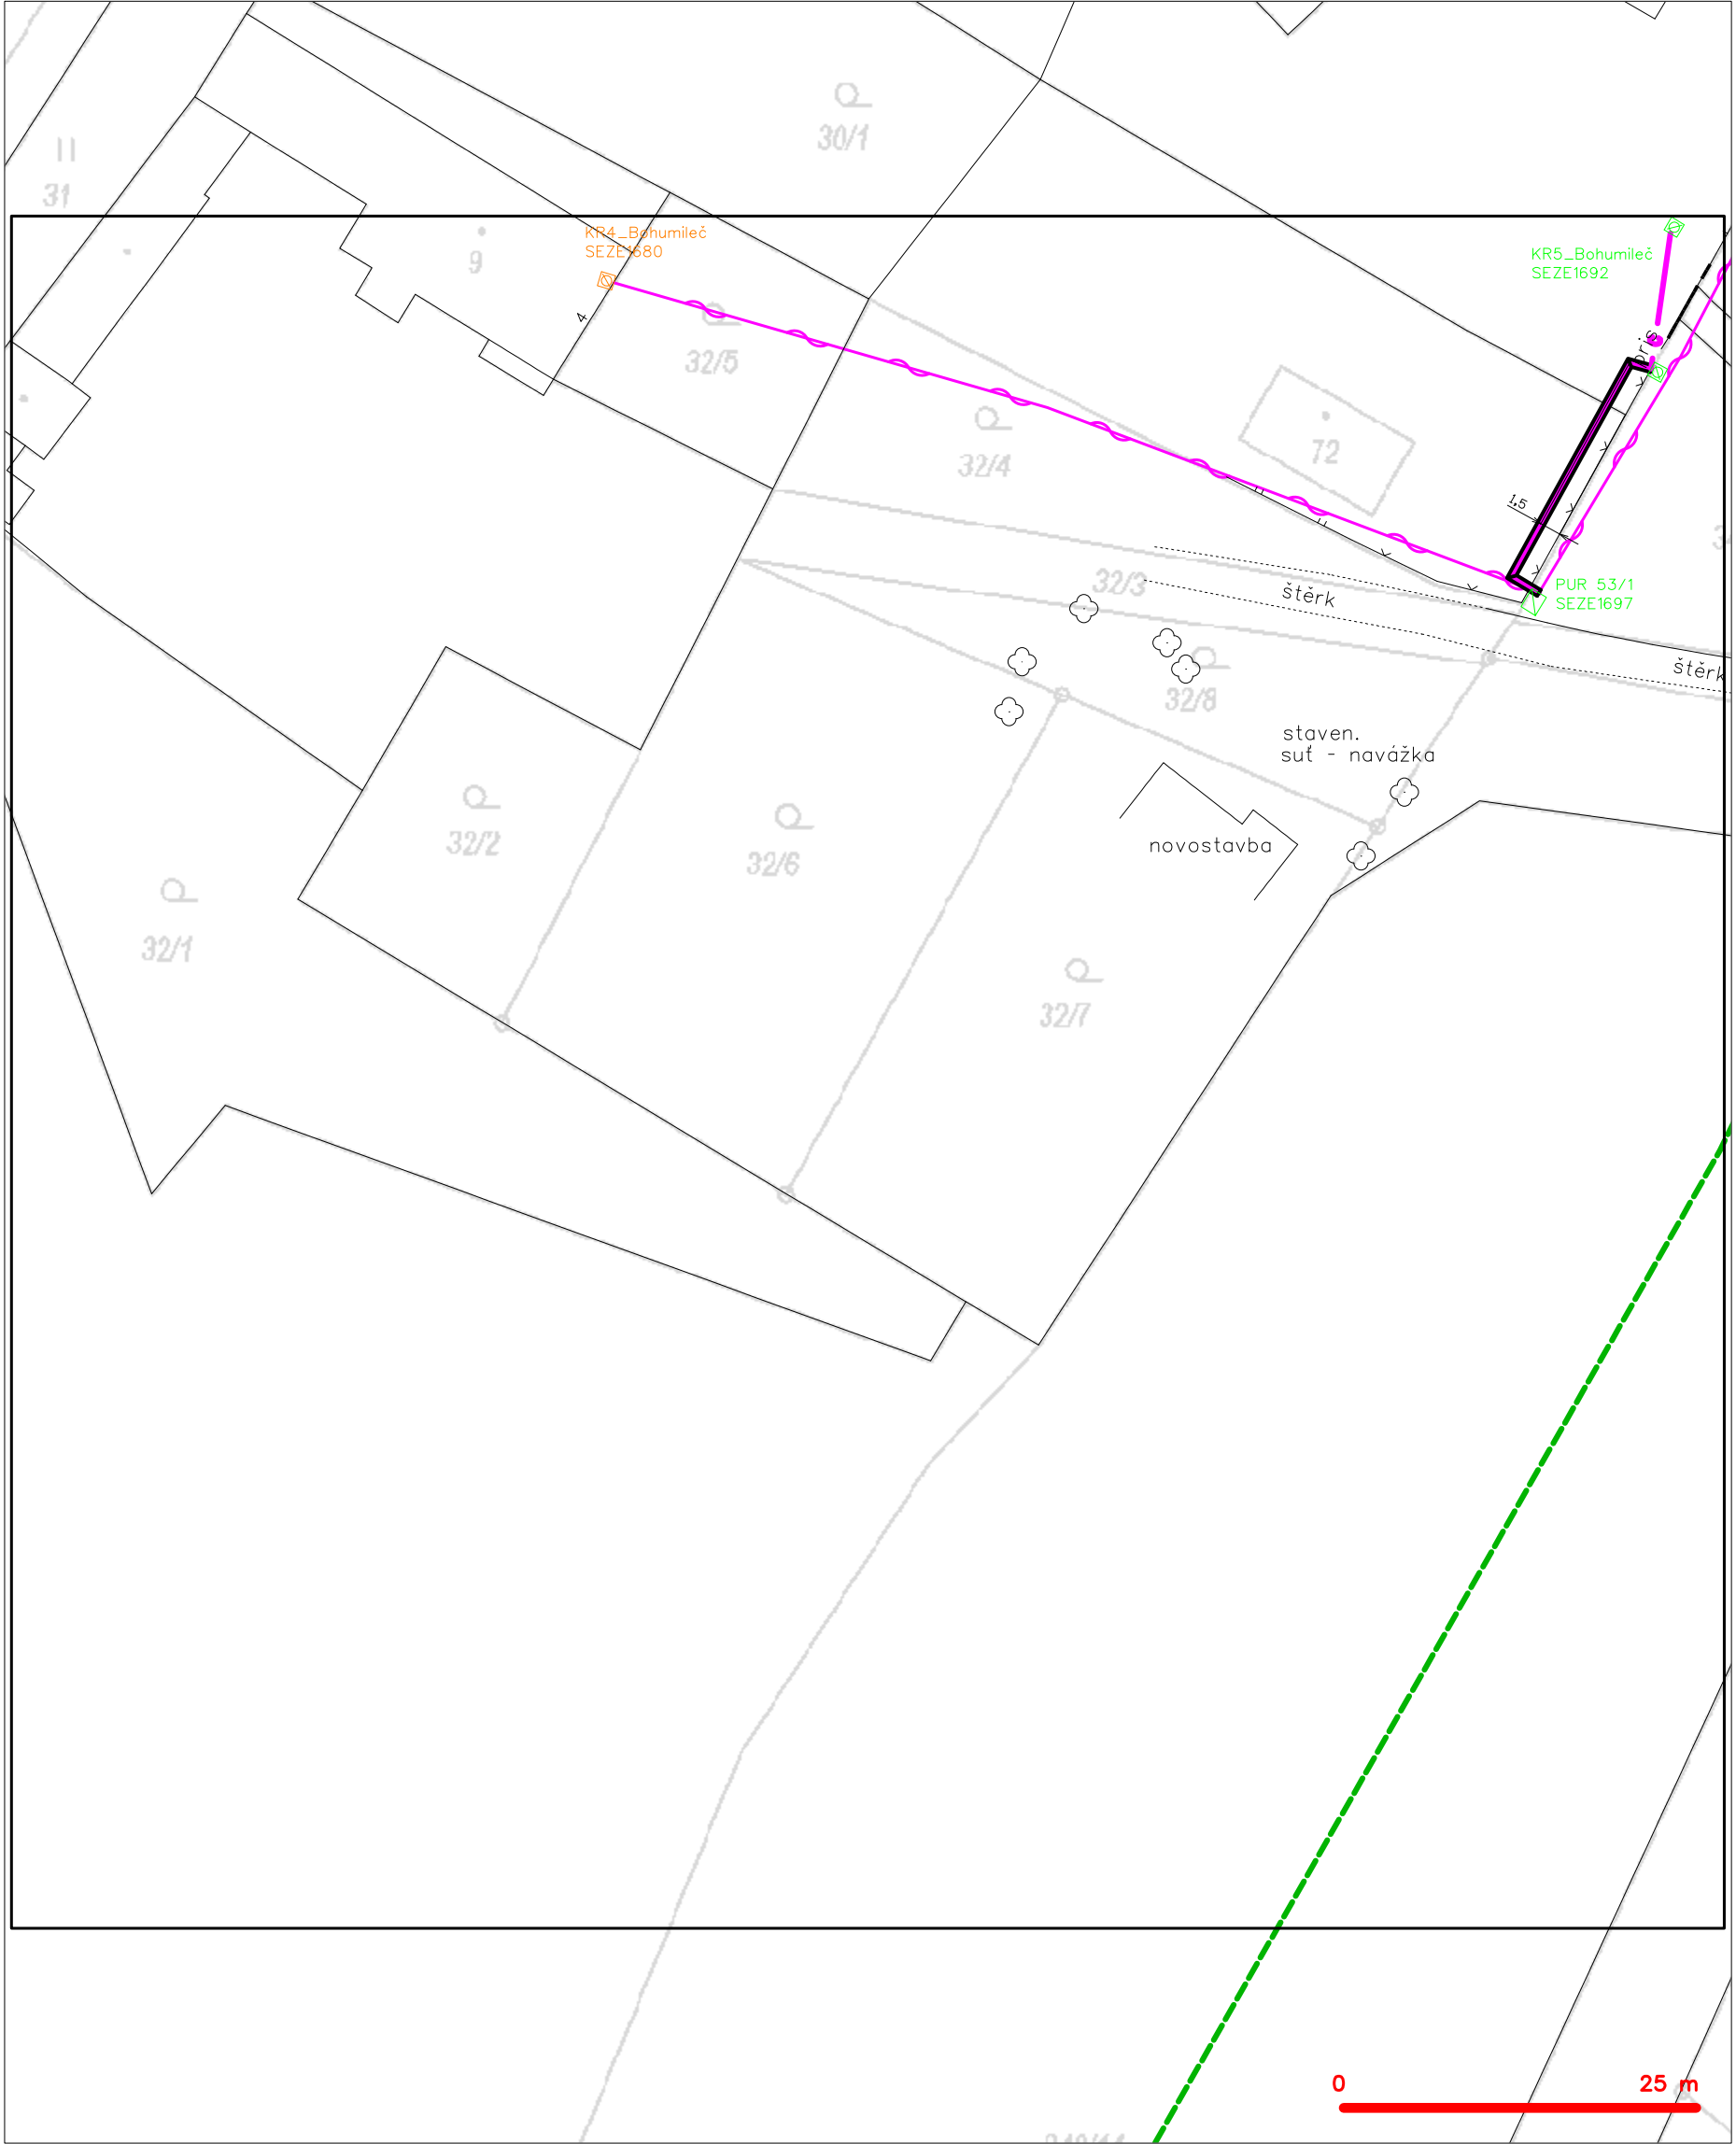 30/1
31
KR4_Bohumileč
SEZE1680
9
KR5_Bohumileč
SEZE1692
4
32/5
pris
72
32/4
1,5
32/3
štěrk
PUR 53/1
SEZE1697
štěrk
32/8
staven.
suť - navážka
novostavba
32/2
32/6
32/1
32/7
0
25 m